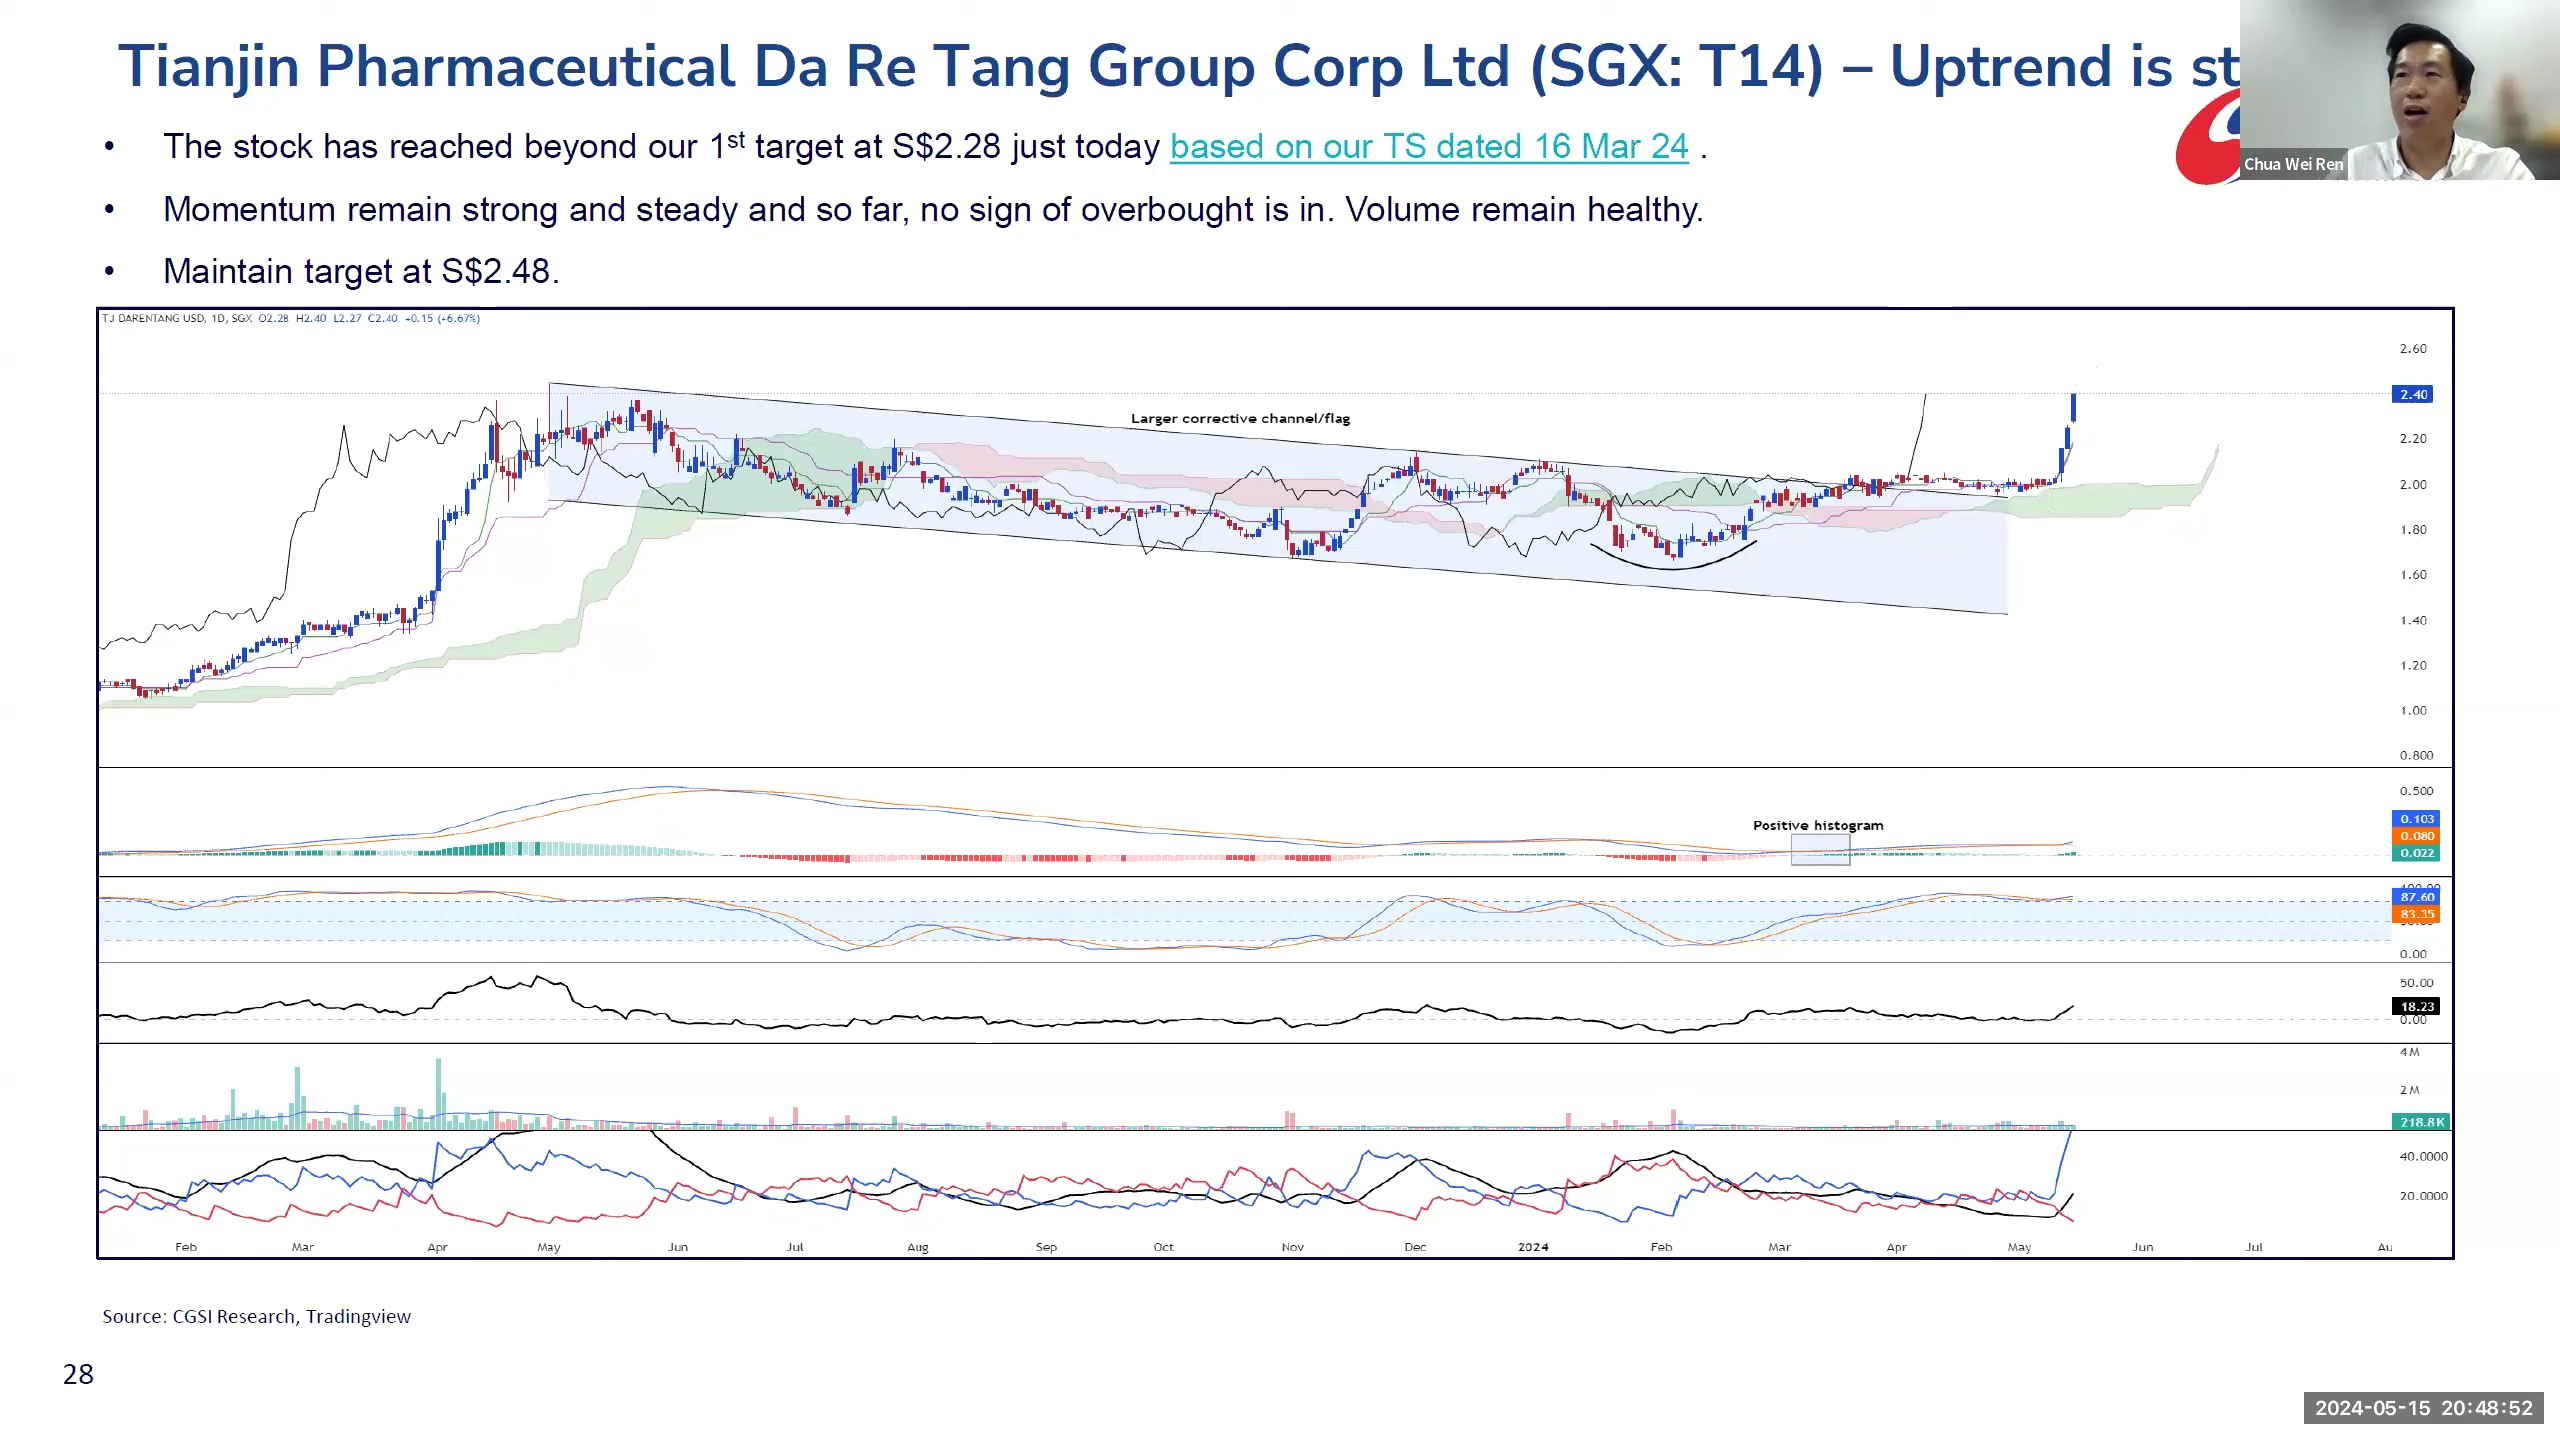 Tianjin Pharmaceutical Da Re Tang Group Corp Ltd (SGX: T14) – Uptrend is st
Chua Wei Ren
• The stock has reached beyond our 1st target at S$2.28 just today based on our TS dated 16 Mar 24 .
• Momentum remain strong and steady and so far, no sign of overbought is in. Volume remain healthy.
• Maintain target at S$2.48.
TJ DARENTANG USD, 1D, SGX O2.28 H2.40 L2.27 C2.40 +0.15 (+6.67%)
2.60
2.40
Larger corrective channel/flag
2.20
2.00
1.80
1.60
1.40
1.20
1.00
0.800
0.500
Positive histogram
0.103
0.080
0.022
87.60
83.35
0.00
50.00
18.23
0.00
4M
2M
218.8K
40.0000
20.0000
Feb Mar Apr May Jun Jul Aug Sep Oct Nov Dec 2024 Feb Mar Apr May Jun Jul Au
Source: CGSI Research, Tradingview
28
2024-05-15 20:48:52